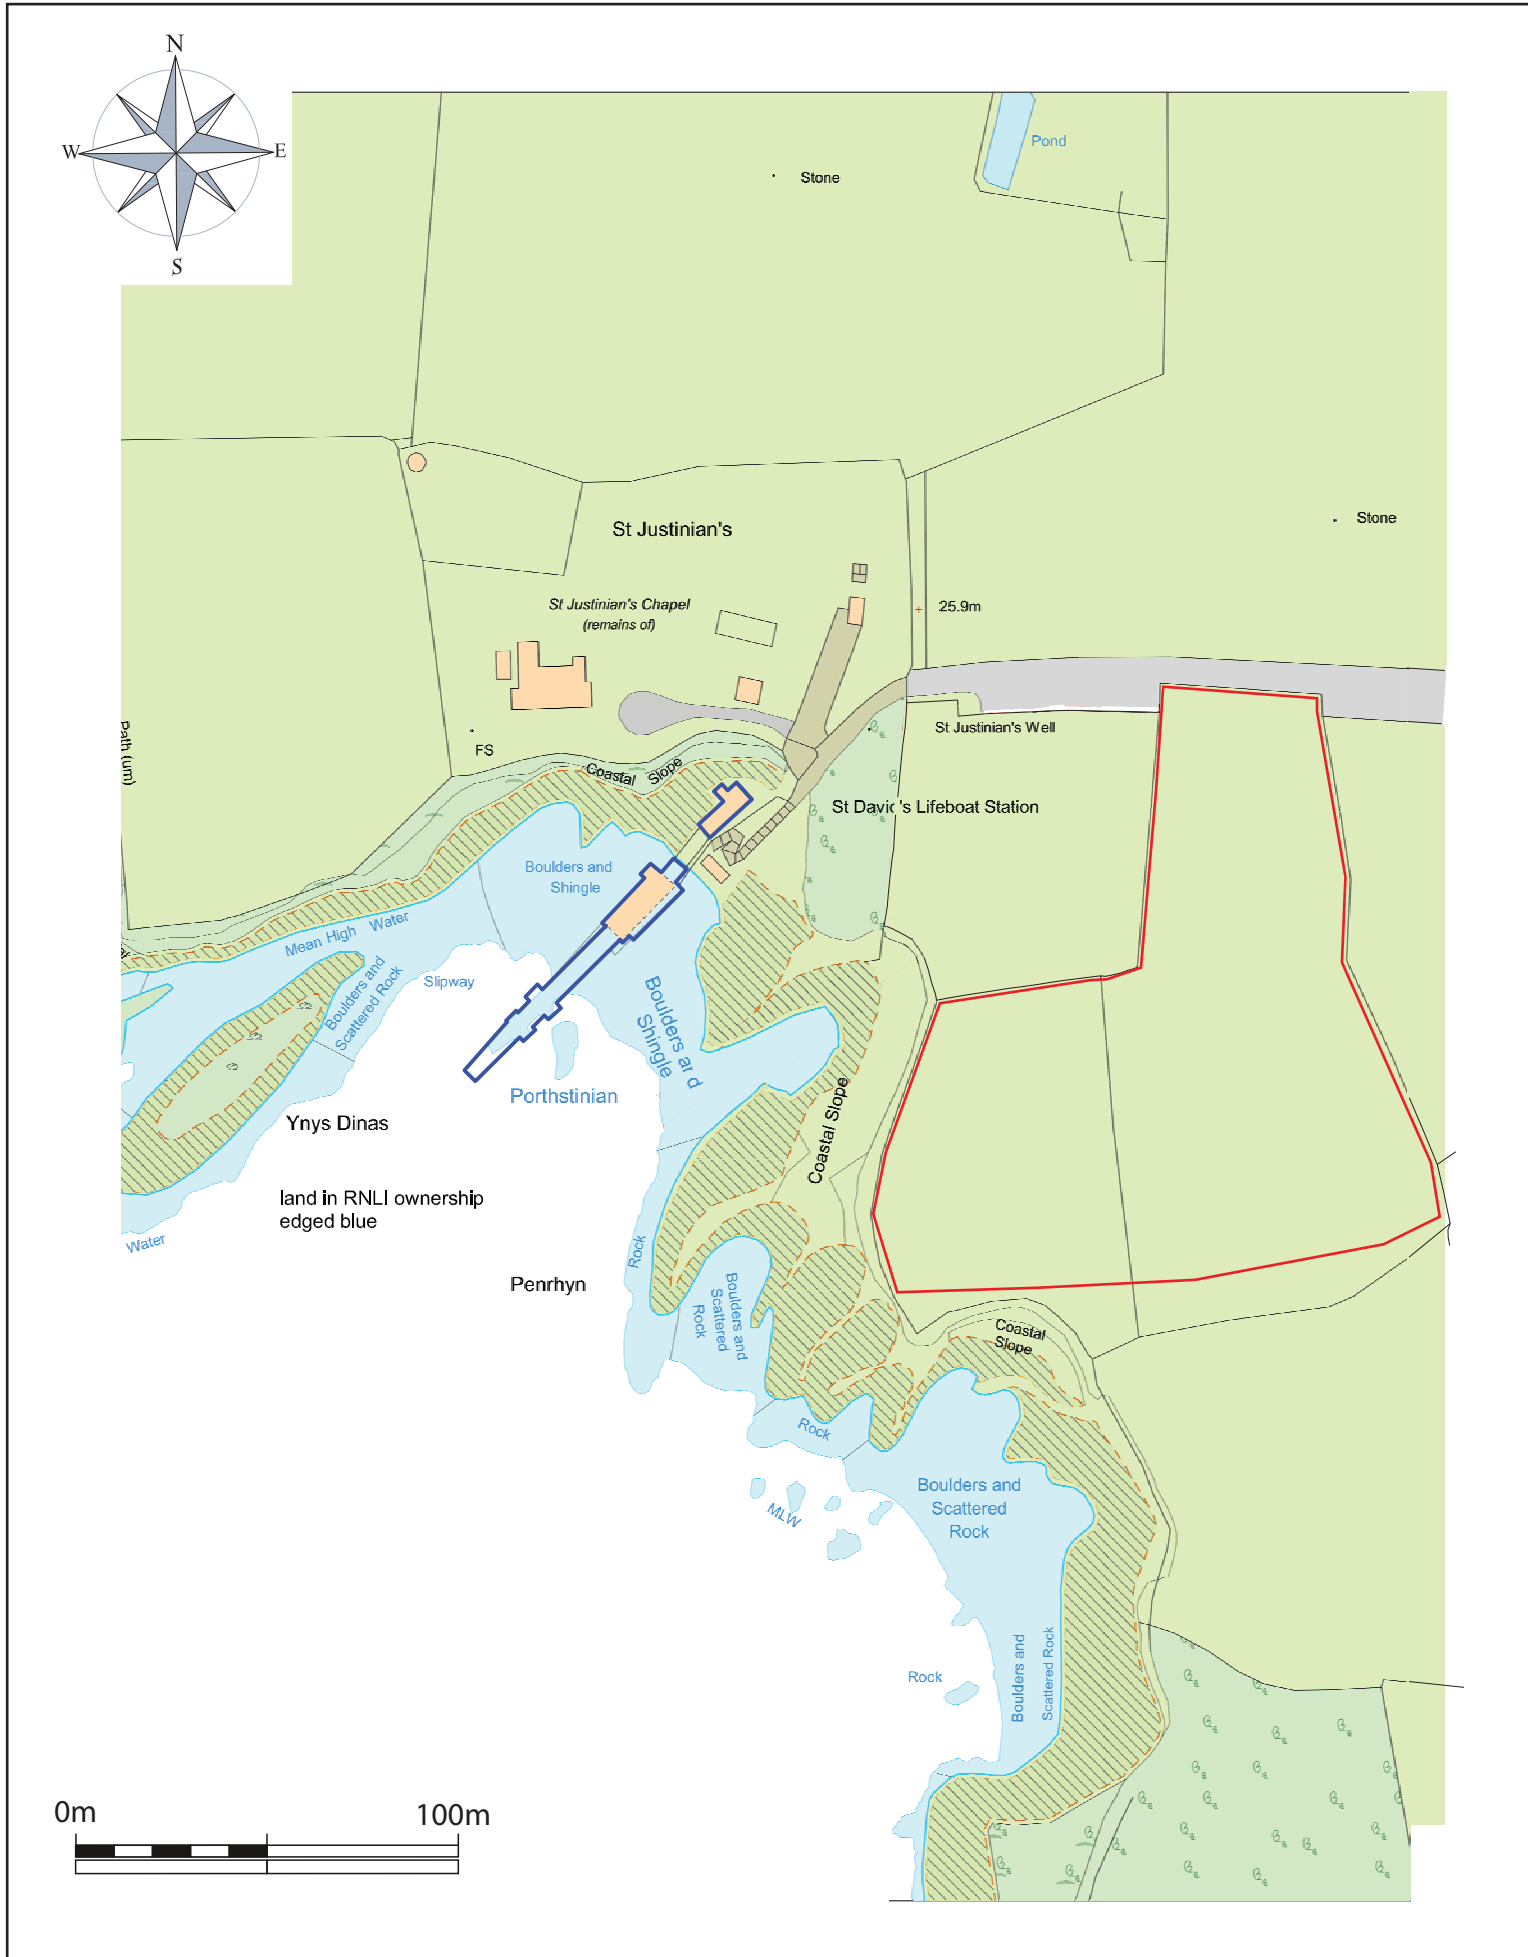 N
W
E
S
Pond
Stone
Stone
St Justinian's
St Justinian's Chapel
(remains of)
25.9m
St Justinian's Well
FS
Path (um)
Coastal Slope
St David's Lifeboat Station
Boulders and
Shingle
Mean High Water
Boulders and
Scattered Rock
Slipway
Boulders and
Shingle
Porthstinian
Ynys Dinas
Coastal Slope
land in RNLI ownership
edged blue
Water
Rock
Penrhyn
Boulders and
Scattered
Rock
Coastal
Slope
Rock
Boulders and
Scattered
Rock
MLW
Boulders and
Scattered Rock
Rock
0m
100m